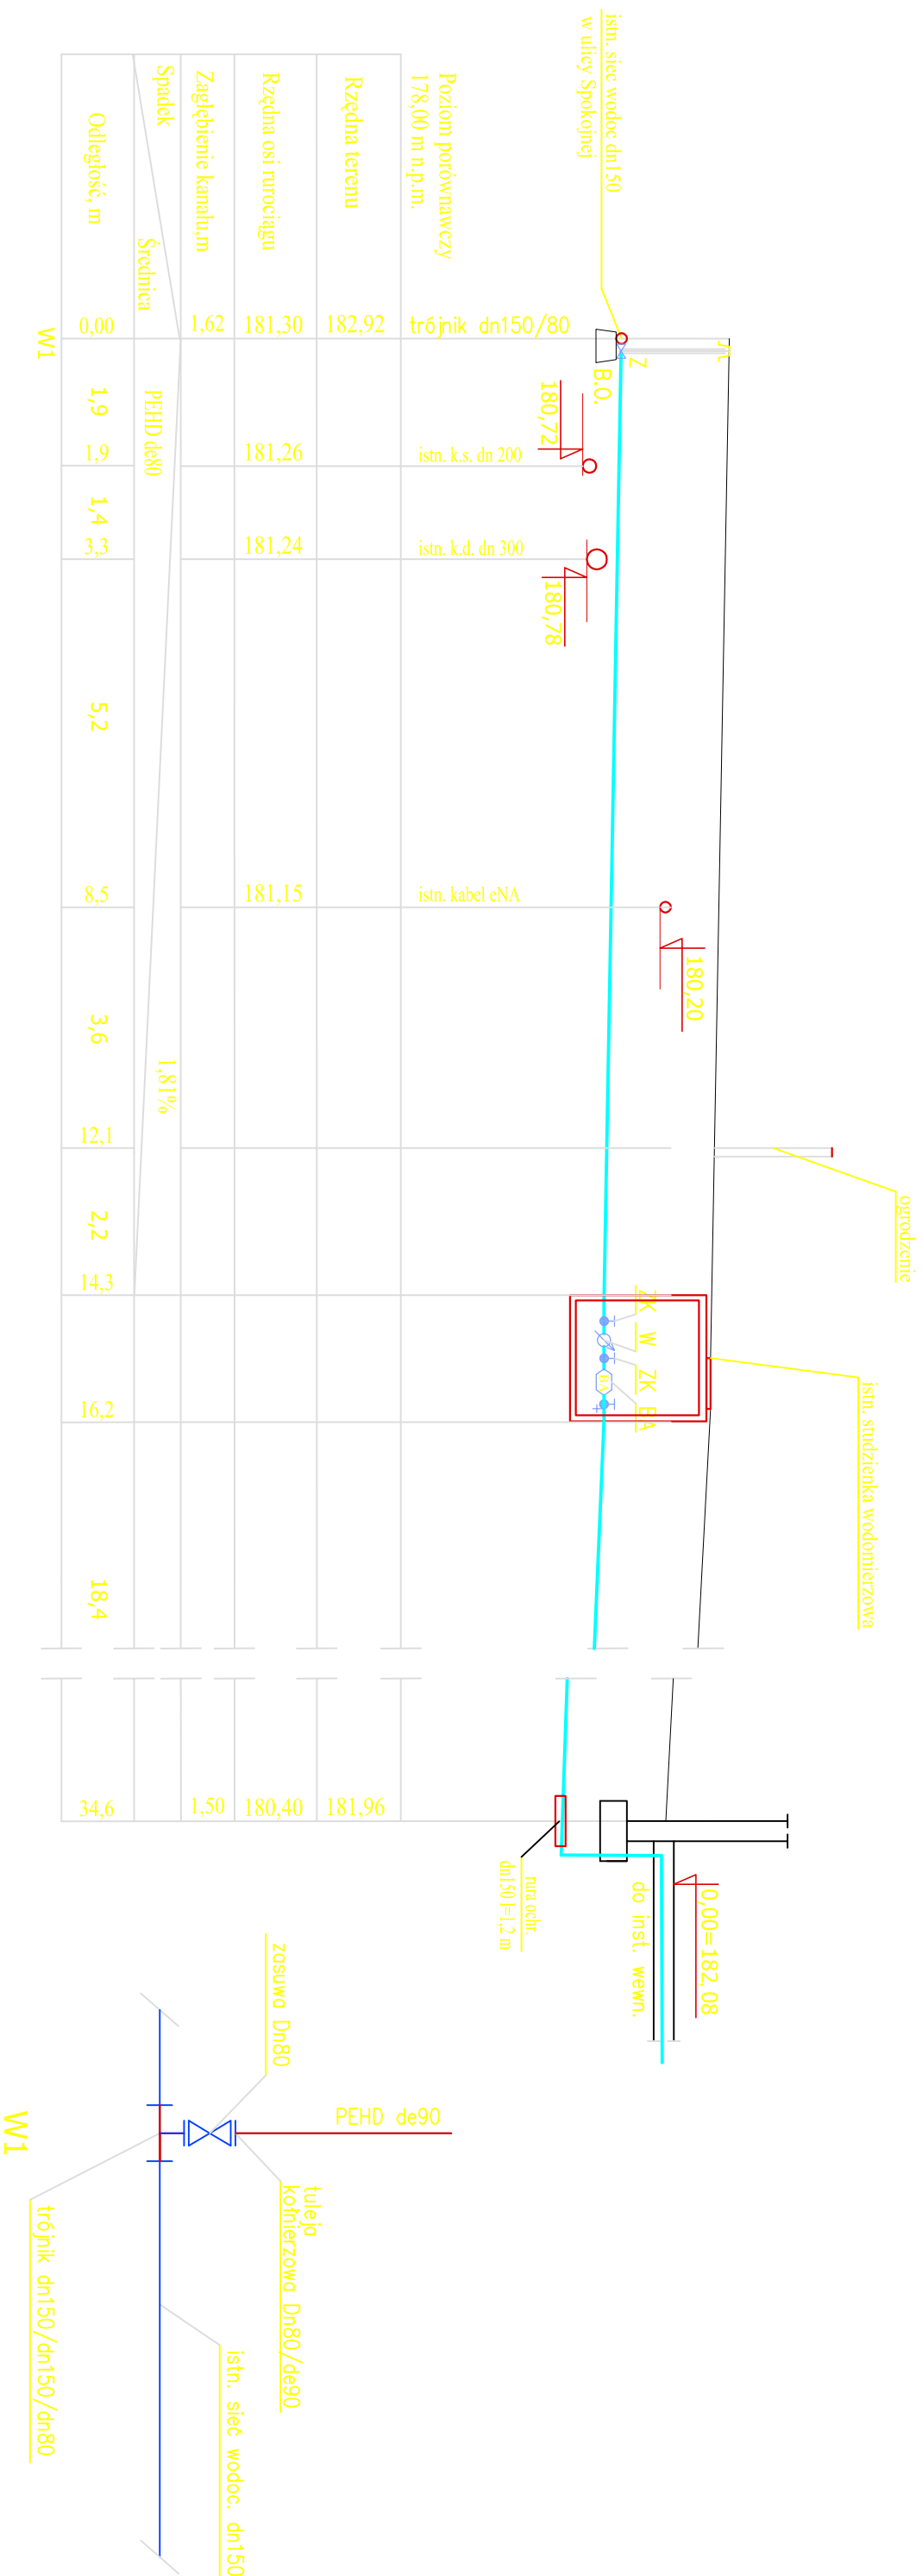 istn. siec wodoc dn150
w ulicy Spokojnej
Poziom porównawczy
178,00 m n.p.m.
Rzędna terenu
Rzędna osi rurociągu
Zagłębienie kanału,m
Spadek
Średnica
Odległość, m
0,00
1,62
181,30
182,92
trójnik dn150/80
W1
Z
B.O.
1,9
PEHD de80
180,72
1,9
181,26
istn. k.s. dn 200
1,4
3,3
181,24
istn. k.d. dn 300
180,78
5,2
8,5
181,15
istn. kabel eNA
180,20
3,6
1,81%
12,1
ogrodzenie
2,2
14,3
ZK
W
ZK
BA
BA
istn. studzienka wodomierzowa
16,2
18,4
34,6
1,50
180,40
181,96
rura ochr.
dn150 l=1,2 m
do inst. wewn.
0,00=182,08
zasuwa Dn80
PEHD de90
tuleja
kołnierzowa Dn80/de90
W1
trójnik dn150/dn150/dn80
istn. sieć wodoc. dn150